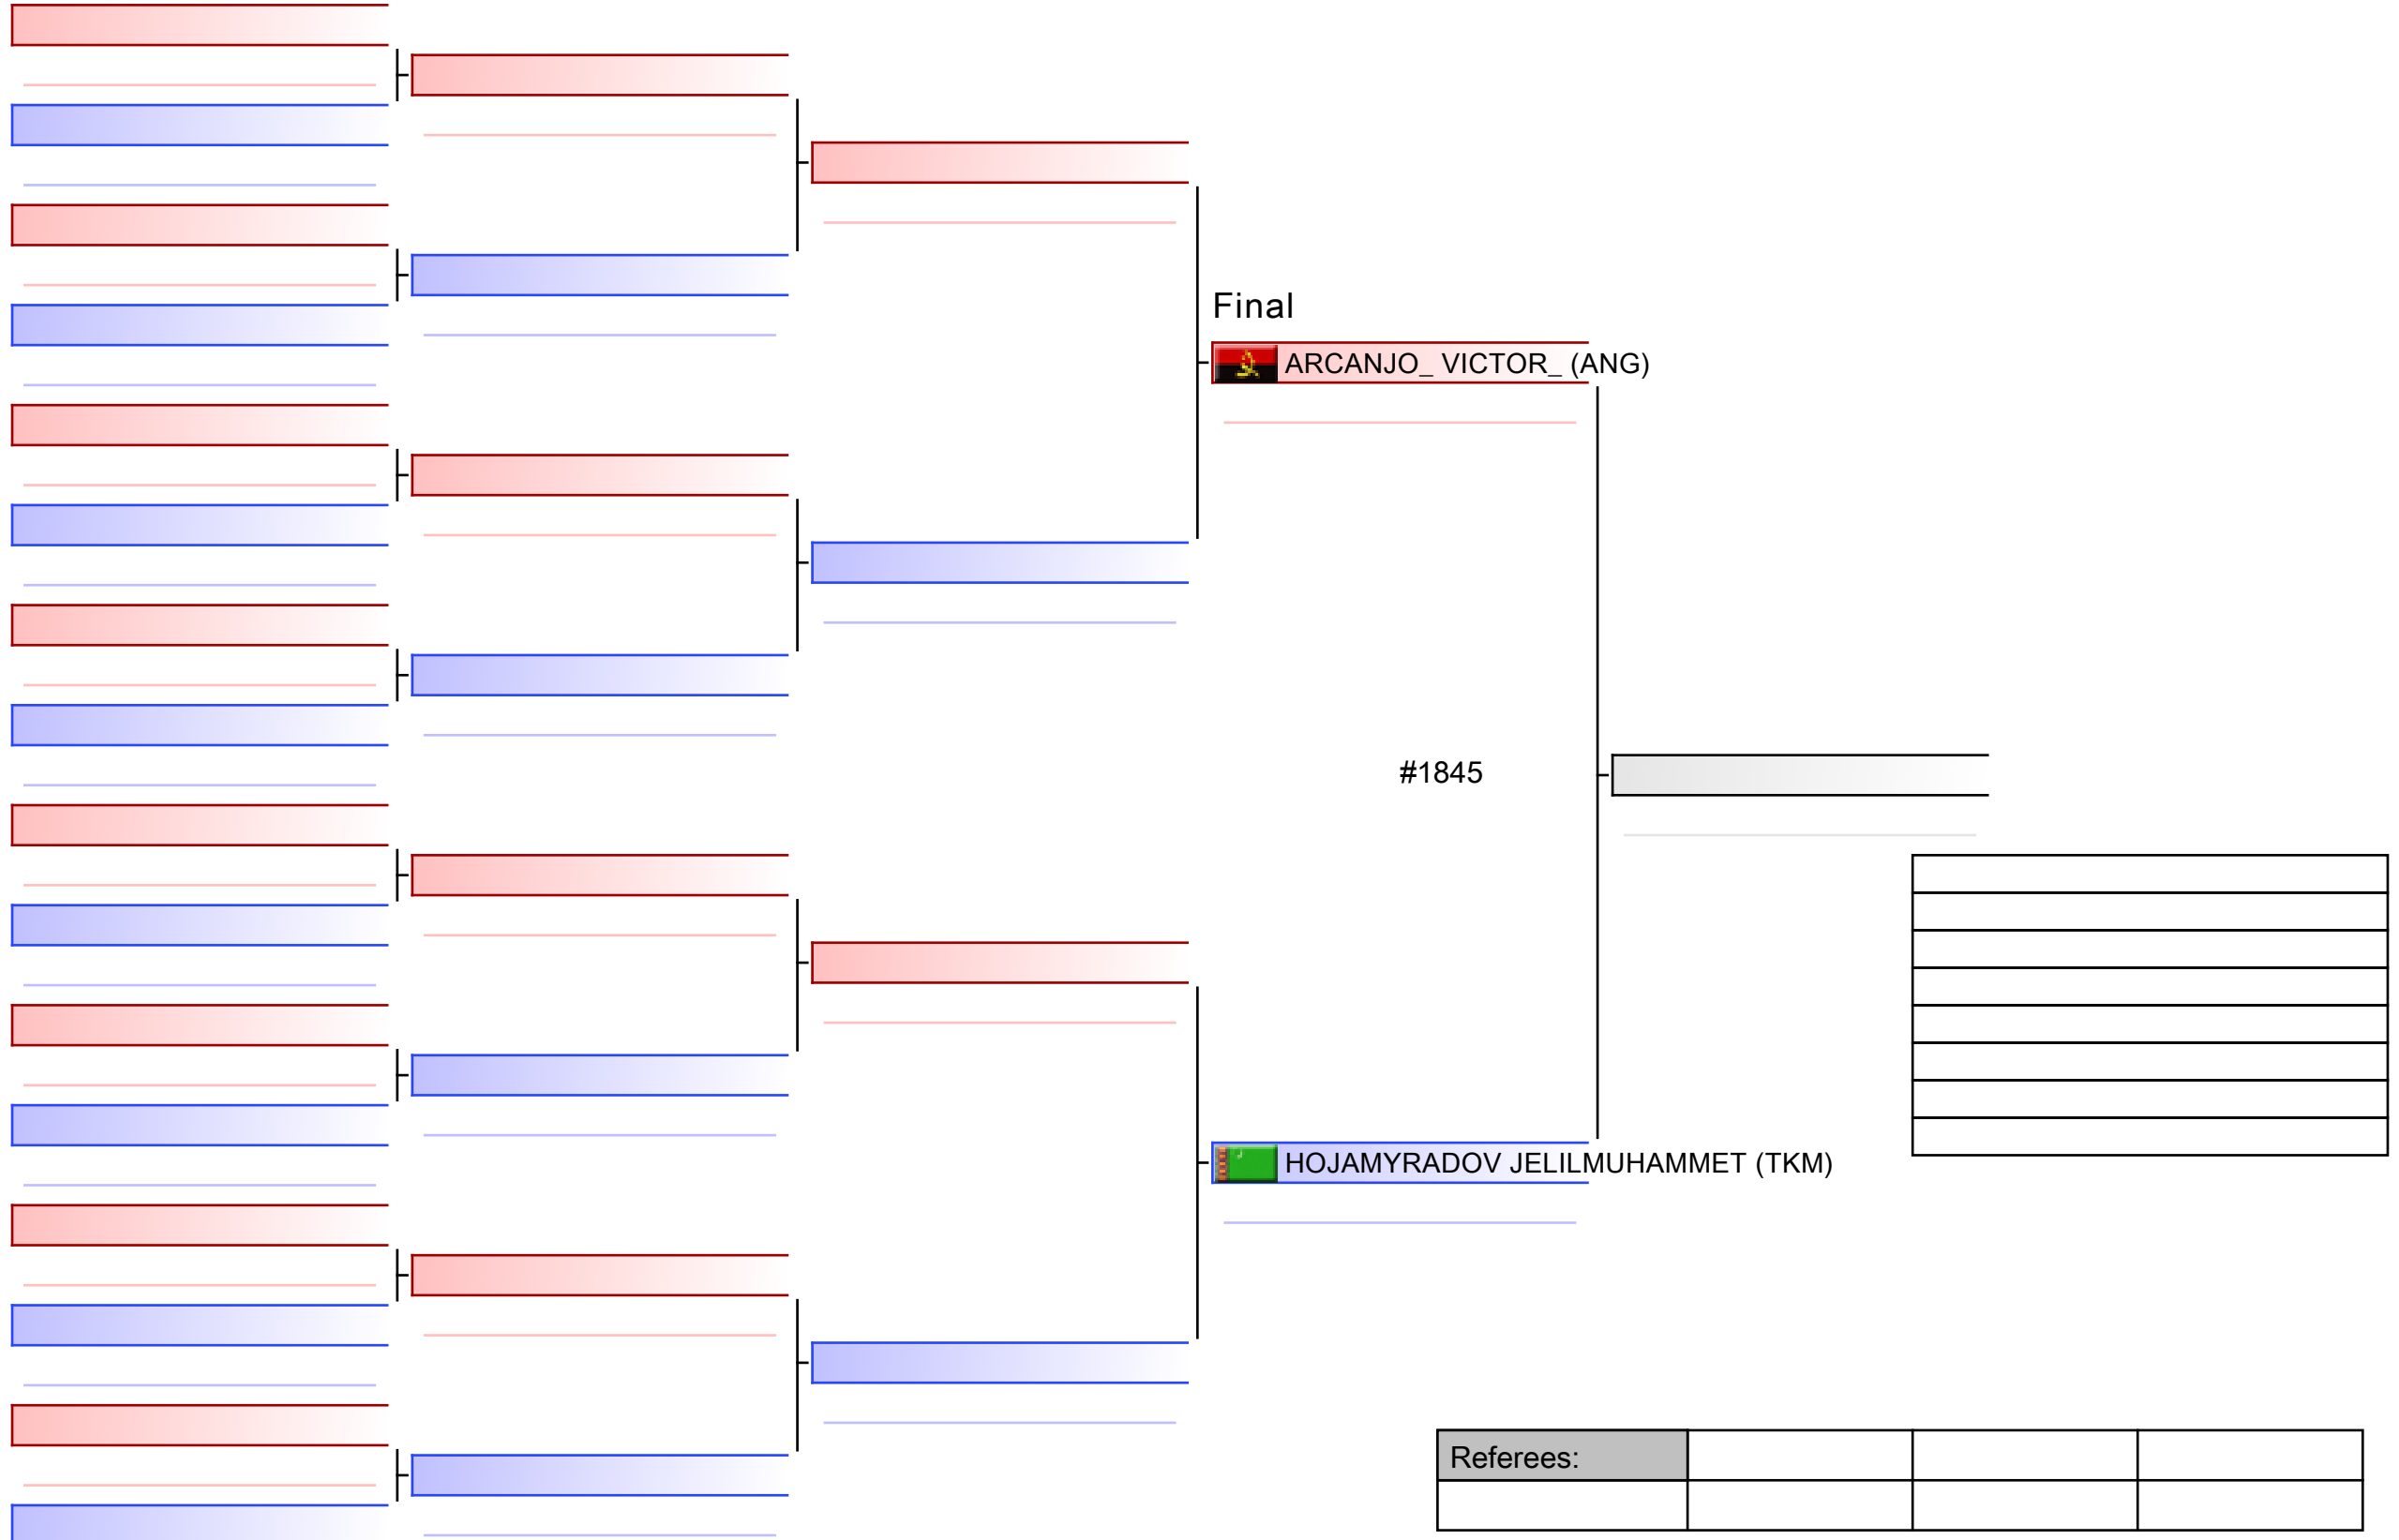 Final
ARCANJO_ VICTOR_ (ANG)
#1845
HOJAMYRADOV JELILMUHAMMET (TKM)
Referees: